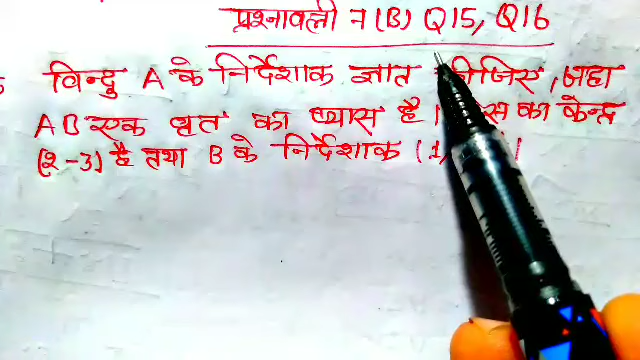 प्रश्नावली 7 (B) Q15, Q16
विन्दु A के निर्देशाक ज्ञात , जहा
AB एक वृत का व्यास है । का केन्द्र
(2 -3) है तथा B के निर्देशाक (1,